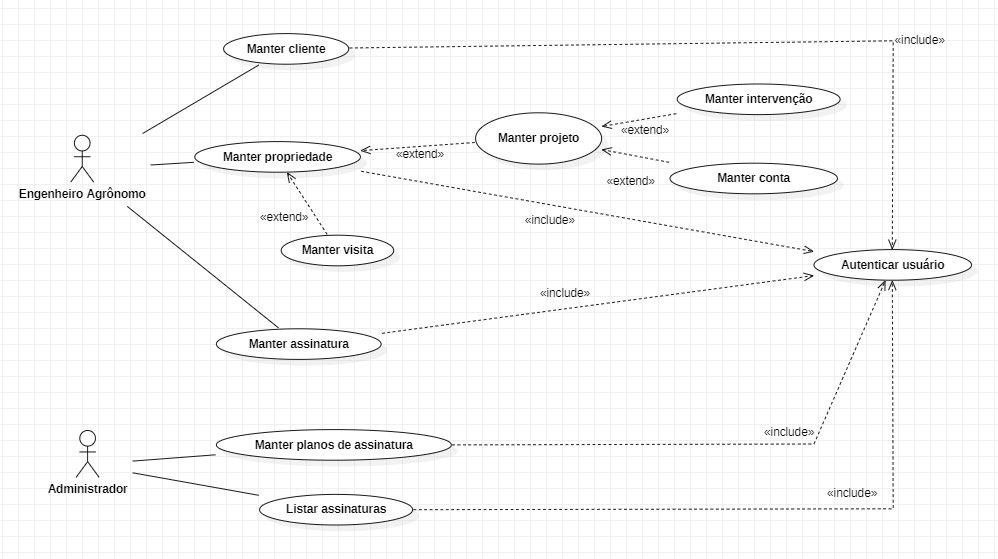 Manter cliente
«include»
Manter intervenção
«extend»
Manter projeto
Manter propriedade
«extend»
Manter conta
«extend»
Engenheiro Agrônomo
«extend»
«include»
Manter visita
Autenticar usuário
«include»
Manter assinatura
«include»
Manter planos de assinatura
Administrador
«include»
Listar assinaturas